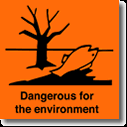 Dangerous for
the environment